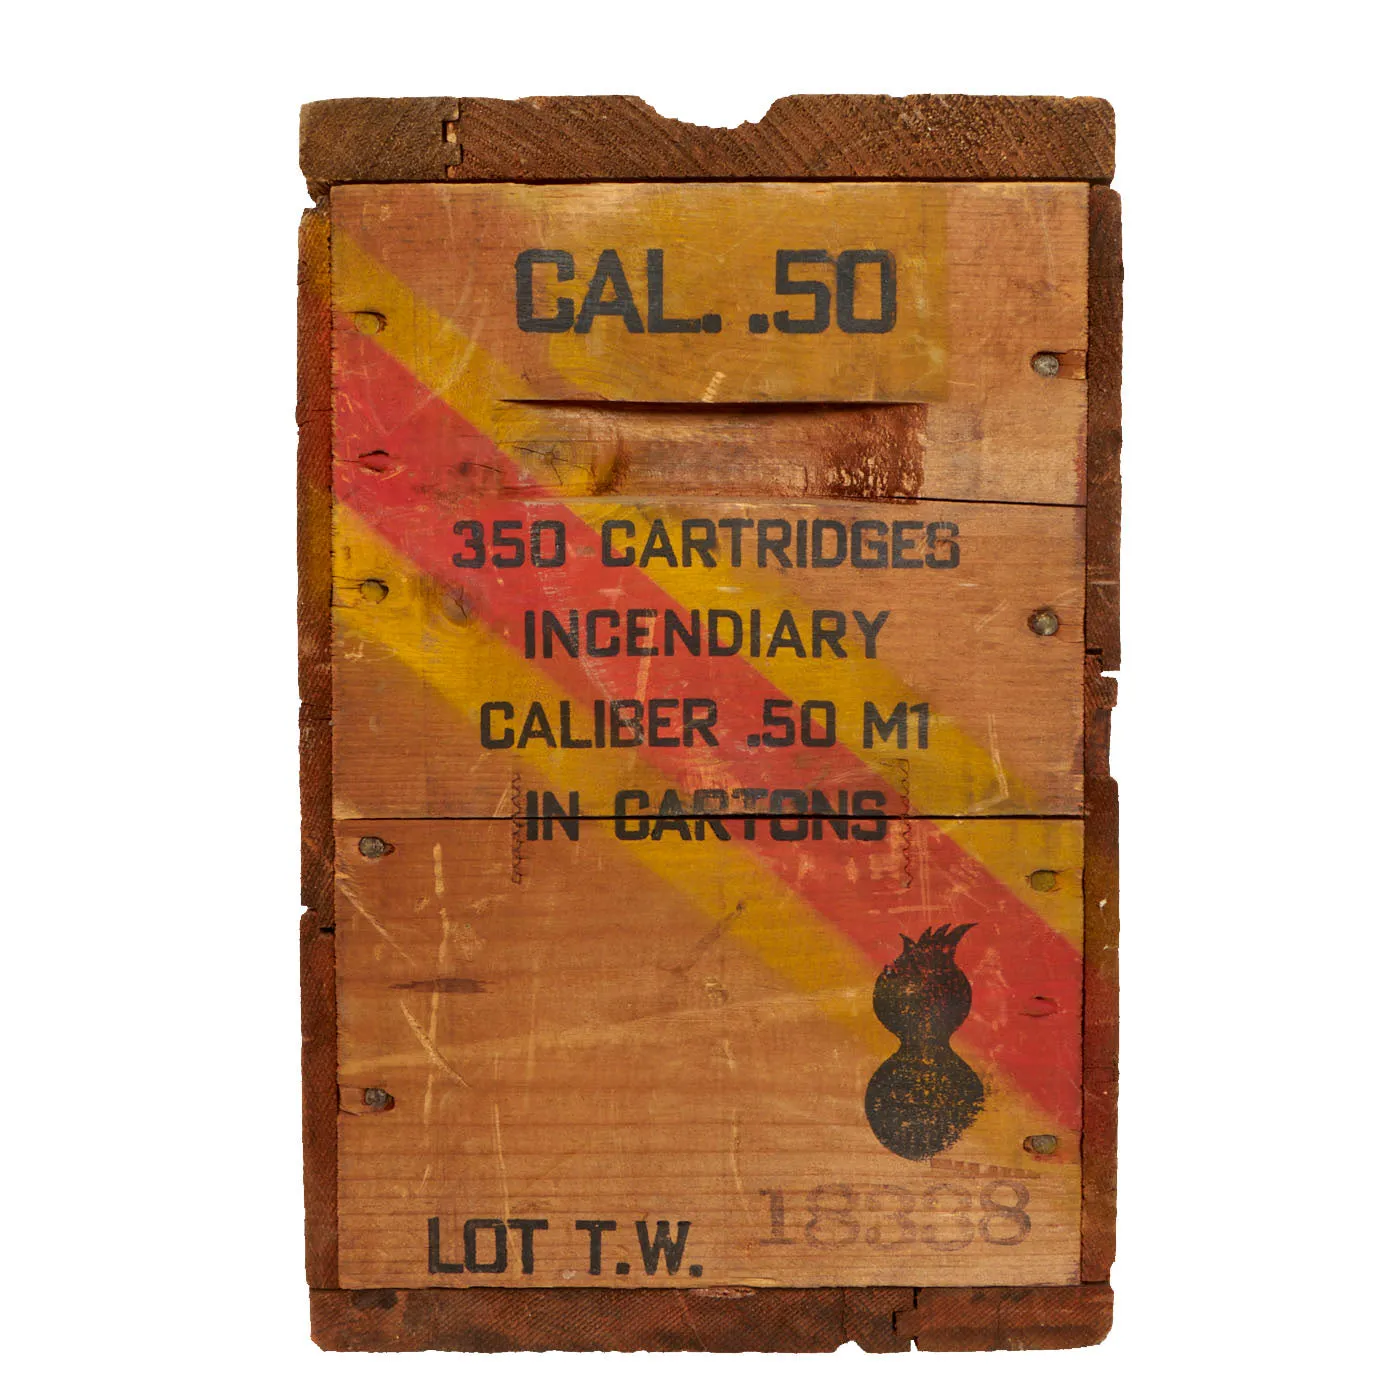 CAL. .50
350 CARTRIDGES
INCENDIARY
CALIBER .50 M1
IN CARTONS
LOT T.W. 18338